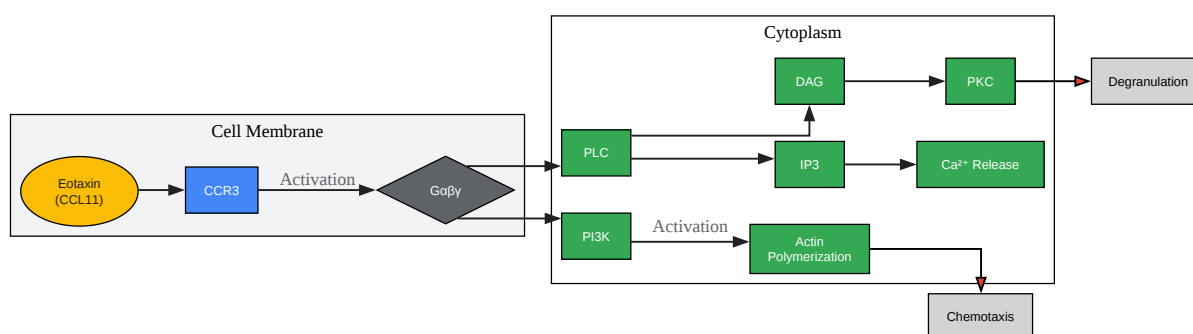 Cytoplasm
DAG
PKC
Degranulation
Cell Membrane
PLC
IP3
Ca²⁺ Release
Eotaxin
(CCL11)
CCR3
Activation
Gαβγ
PI3K
Activation
Actin
Polymerization
Chemotaxis